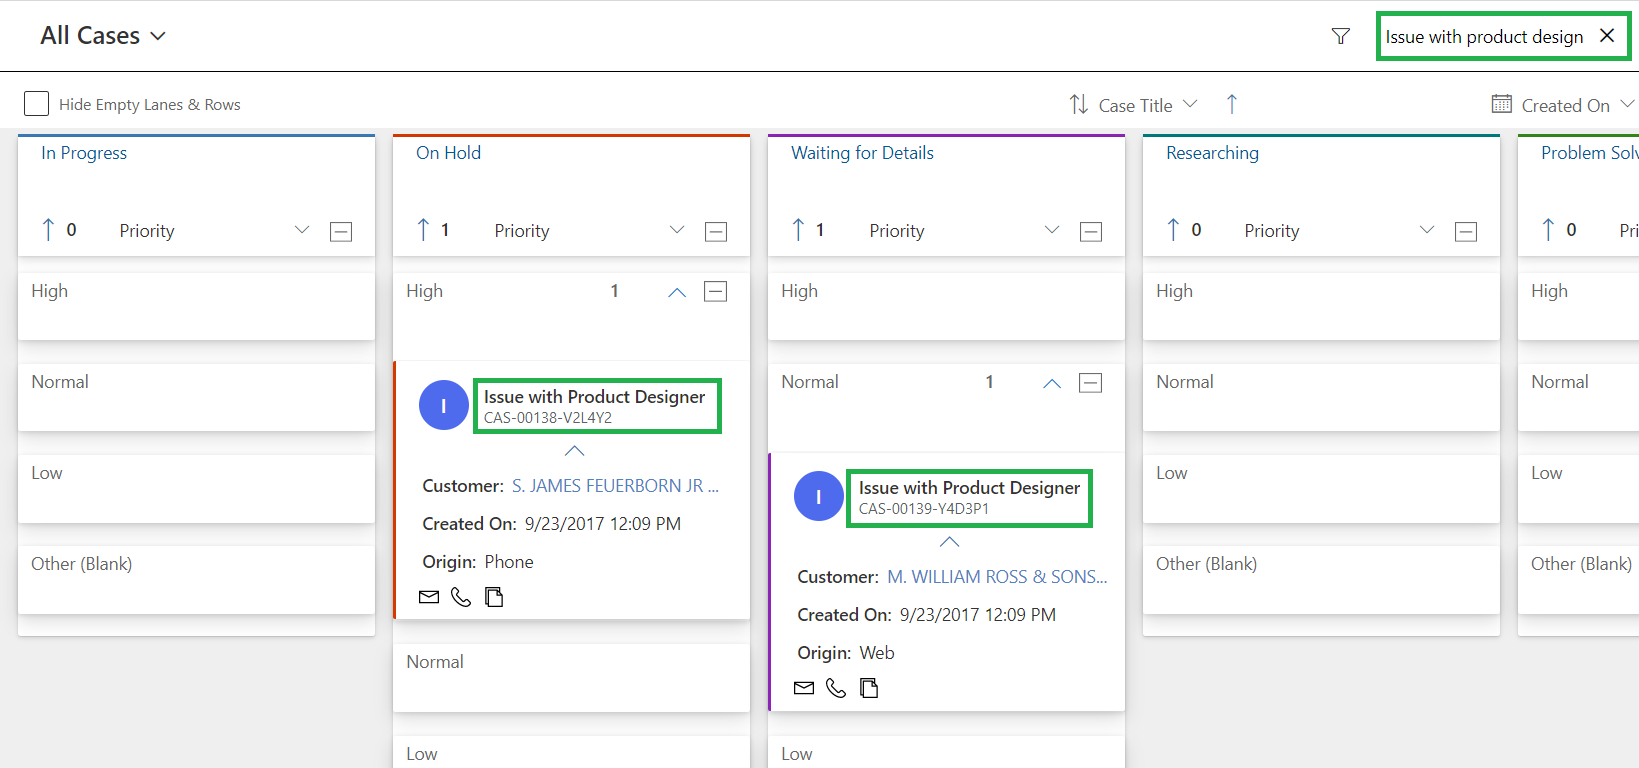 All Cases
Issue with product design
Hide Empty Lanes & Rows
Case Title
Created On
In Progress
0 Priority
High
Normal
Low
Other (Blank)
On Hold
1 Priority
High 1
I
Issue with Product Designer
CAS-00138-V2L4Y2
Customer: S. JAMES FEUERBORN JR ...
Created On: 9/23/2017 12:09 PM
Origin: Phone
Normal
Low
Waiting for Details
1 Priority
High
Normal 1
I
Issue with Product Designer
CAS-00139-Y4D3P1
Customer: M. WILLIAM ROSS & SONS...
Created On: 9/23/2017 12:09 PM
Origin: Web
Low
Researching
0 Priority
High
Normal
Low
Other (Blank)
Problem Solv
0 Pri
High
Normal
Low
Other (Blank)